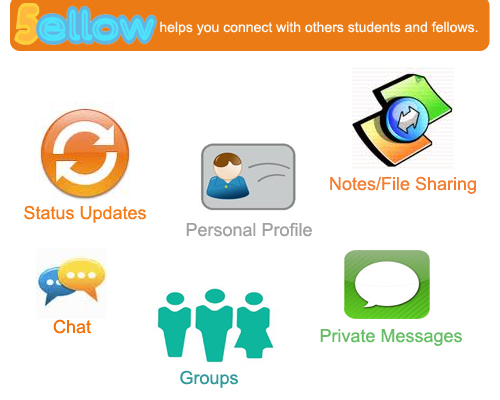 5ellow helps you connect with others students and fellows.
Status Updates
Personal Profile
Notes/File Sharing
Chat
Groups
Private Messages